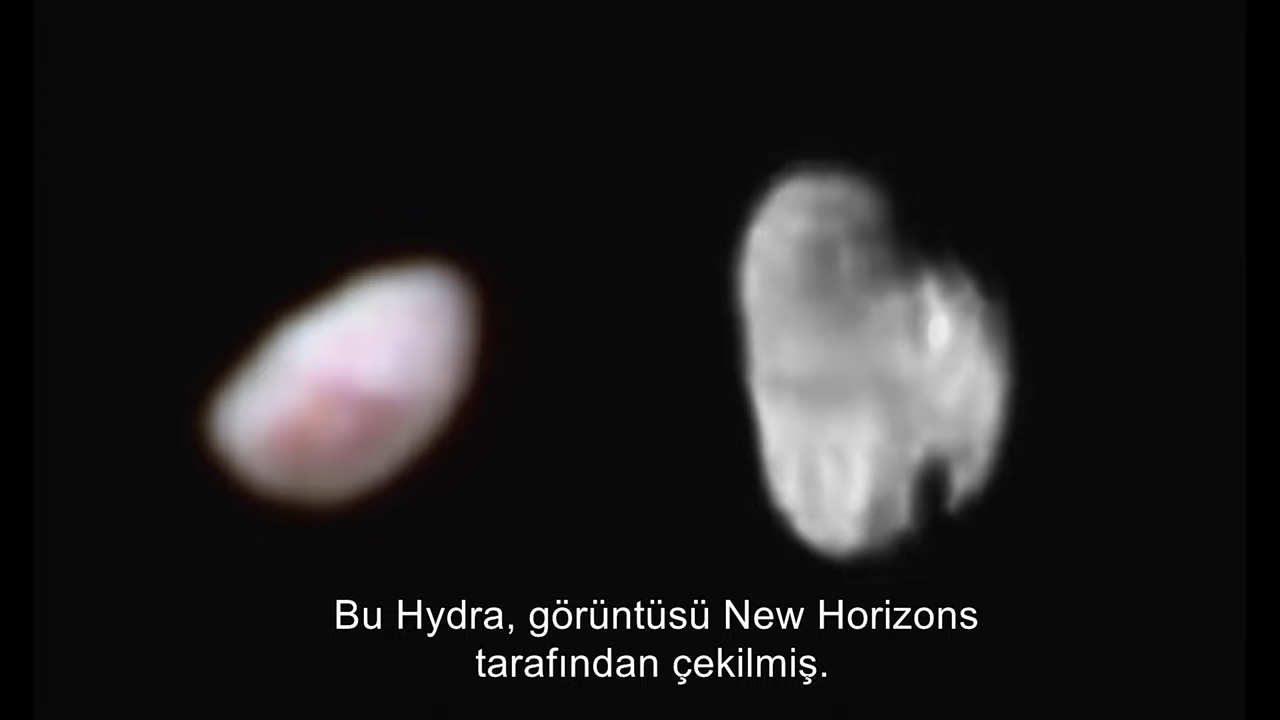 Bu Hydra, görüntüsü New Horizons
tarafından çekilmiş.